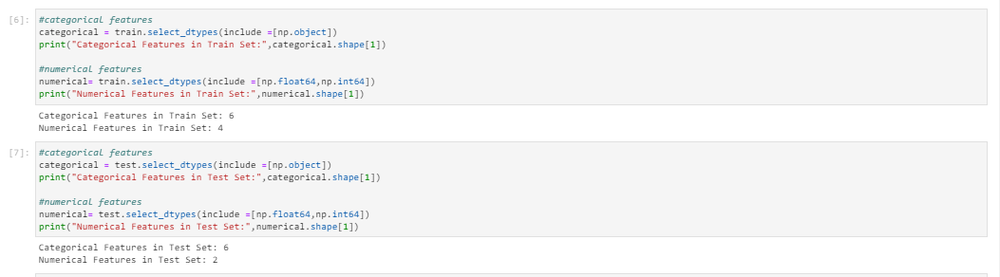 [6]: #categorical features
categorical = train.select_dtypes(include =[np.object])
print("Categorical Features in Train Set:",categorical.shape[1])
#numerical features
numerical= train.select_dtypes(include =[np.float64,np.int64])
print("Numerical Features in Train Set:",numerical.shape[1])
Categorical Features in Train Set: 6
Numerical Features in Train Set: 4
[7]: #categorical features
categorical = test.select_dtypes(include =[np.object])
print("Categorical Features in Test Set:",categorical.shape[1])
#numerical features
numerical= test.select_dtypes(include =[np.float64,np.int64])
print("Numerical Features in Test Set:",numerical.shape[1])
Categorical Features in Test Set: 6
Numerical Features in Test Set: 2